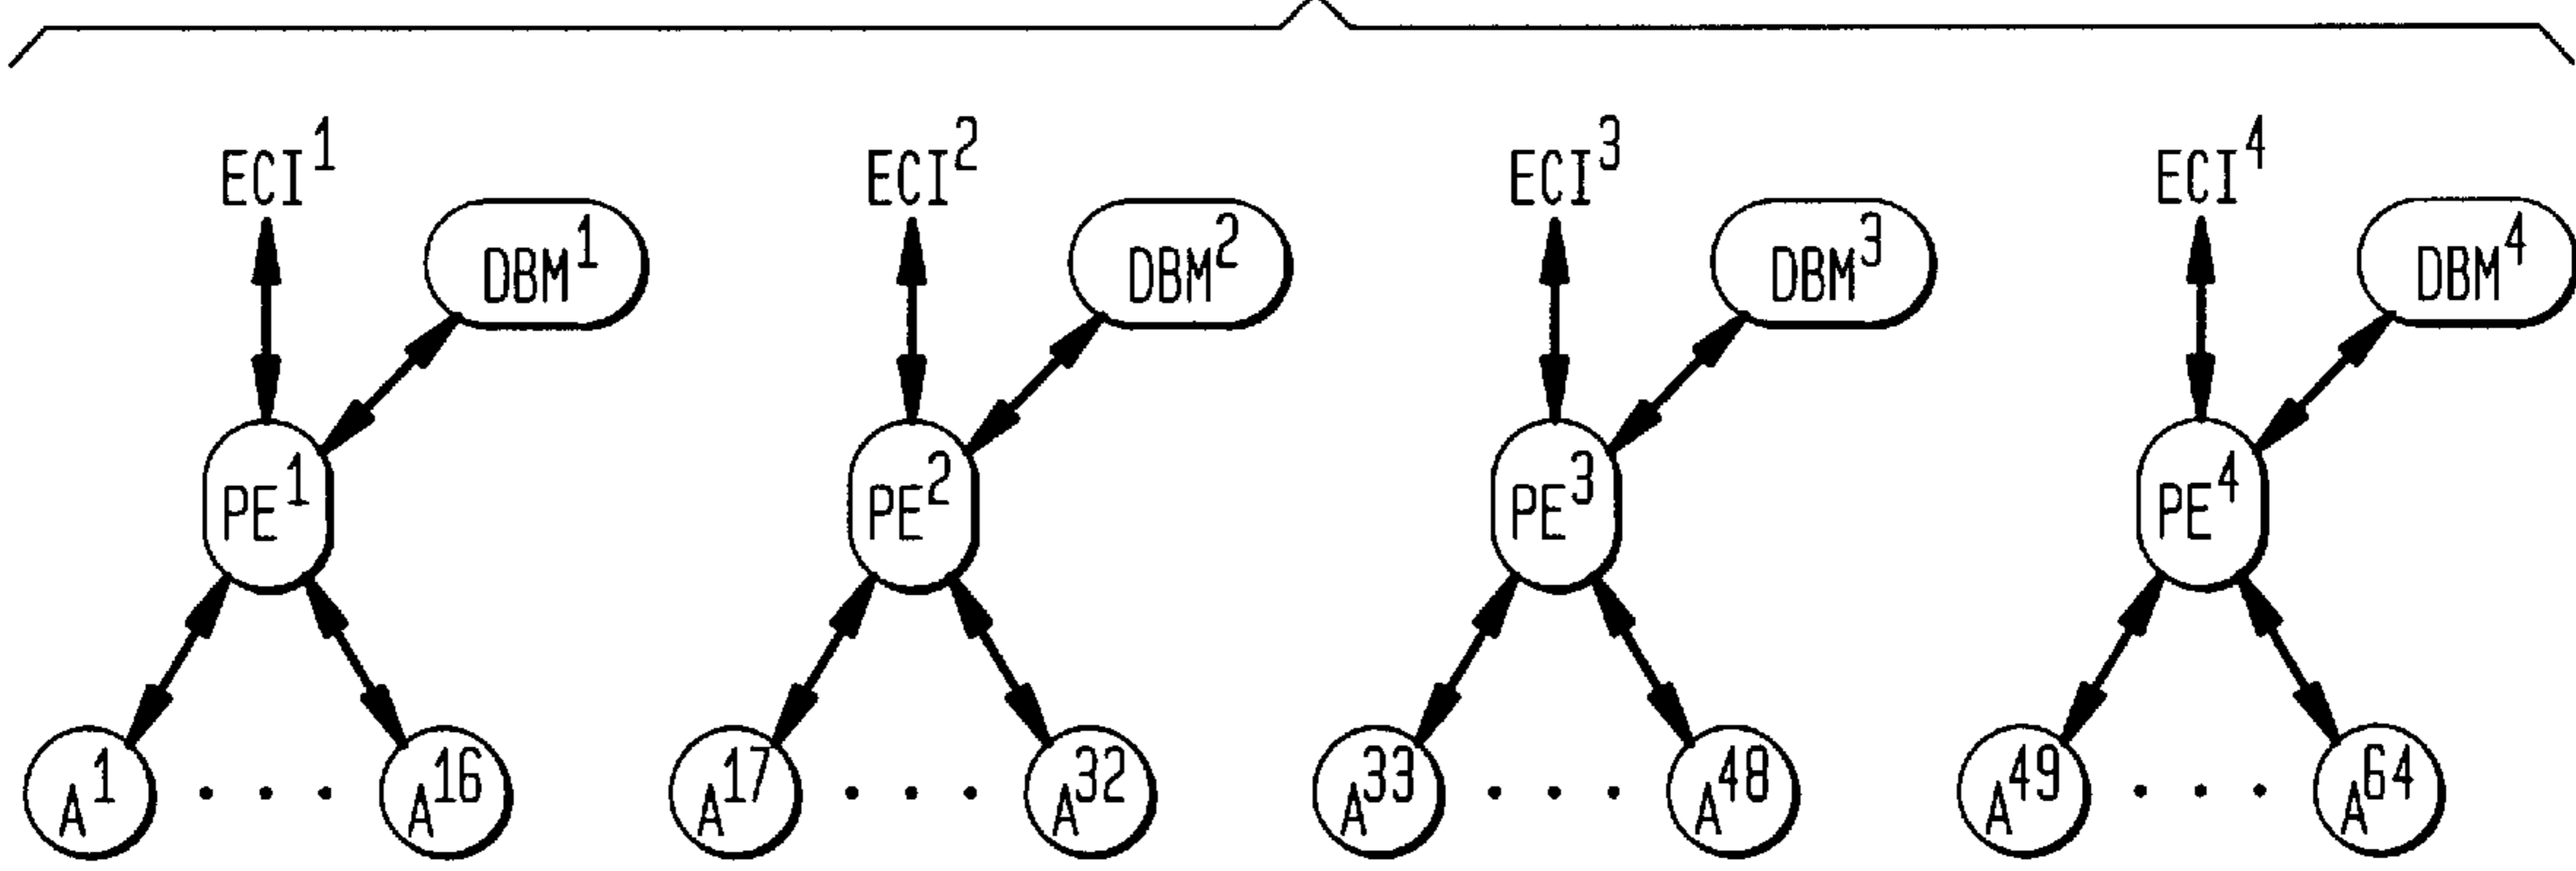 ECI¹ ECI² ECI³ ECI⁴
DBM¹ DBM² DBM³ DBM⁴
PE¹ PE² PE³ PE⁴
A¹ . . . A¹⁶ A¹⁷ . . . A³² A³³ . . . A⁴⁸ A⁴⁹ . . . A⁶⁴